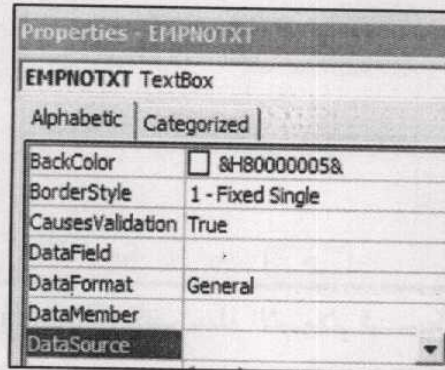 Properties - EMPNOTXT
EMPNOTXT TextBox
Alphabetic Categorized
BackColor &H80000005&
BorderStyle 1 - Fixed Single
CausesValidation True
DataField
DataFormat General
DataMember
DataSource